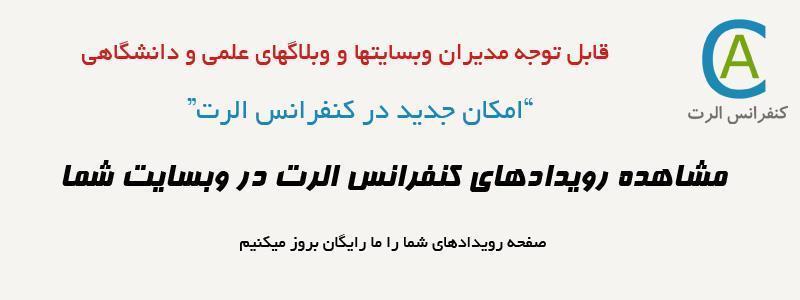 قابل توجه مدیران وبسایتها و وبلاگهای علمی و دانشگاهی
CA
کنفرانس الرت
“امکان جدید در کنفرانس الرت”
مشاهده رویدادهای کنفرانس الرت در وبسایت شما
صفحه رویدادهای شما را ما رایگان بروز میکنیم